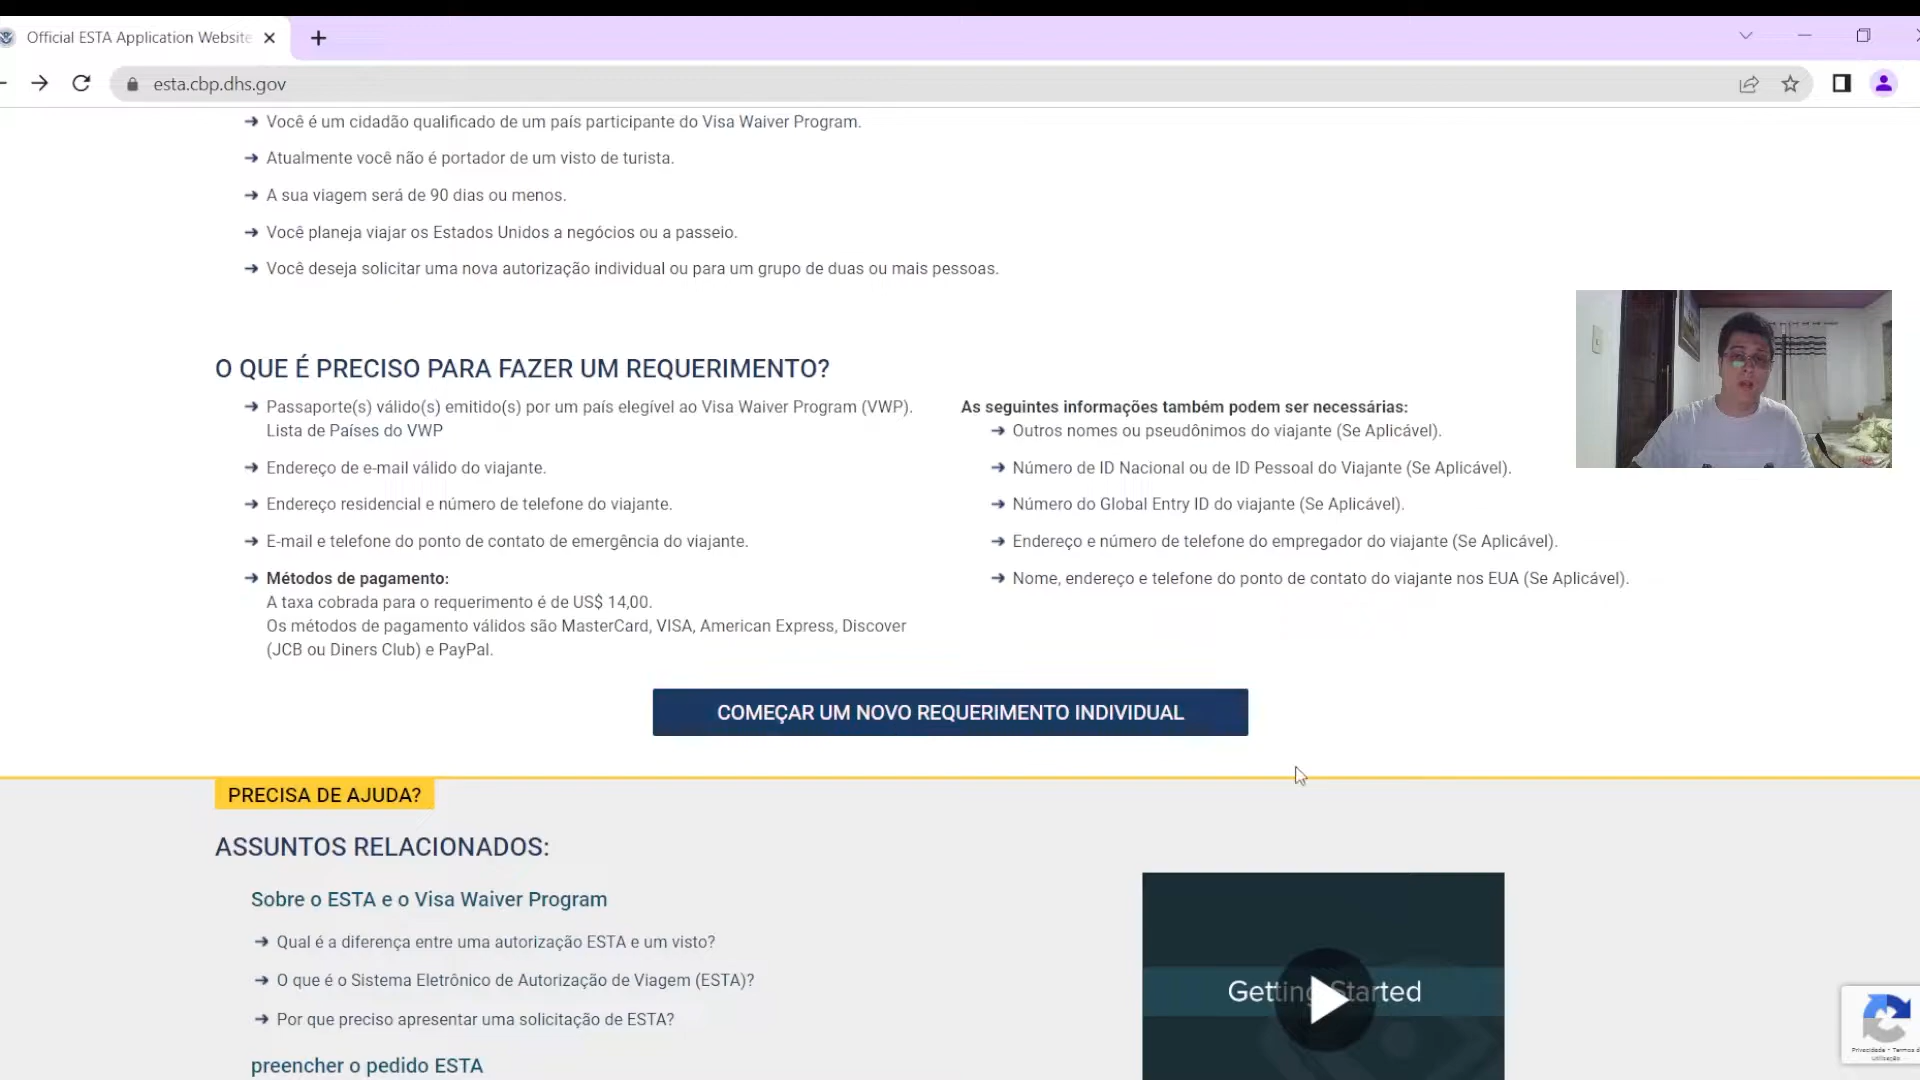 Official ESTA Application Website
esta.cbp.dhs.gov
Você é um cidadão qualificado de um país participante do Visa Waiver Program.
Atualmente você não é portador de um visto de turista.
A sua viagem será de 90 dias ou menos.
Você planeja viajar os Estados Unidos a negócios ou a passeio.
Você deseja solicitar uma nova autorização individual ou para um grupo de duas ou mais pessoas.
O QUE É PRECISO PARA FAZER UM REQUERIMENTO?
Passaporte(s) válido(s) emitido(s) por um país elegível ao Visa Waiver Program (VWP).
Lista de Países do VWP
Endereço de e-mail válido do viajante.
Endereço residencial e número de telefone do viajante.
E-mail e telefone do ponto de contato de emergência do viajante.
Métodos de pagamento:
A taxa cobrada para o requerimento é de US$ 14,00.
Os métodos de pagamento válidos são MasterCard, VISA, American Express, Discover
(JCB ou Diners Club) e PayPal.
As seguintes informações também podem ser necessárias:
Outros nomes ou pseudônimos do viajante (Se Aplicável).
Número de ID Nacional ou de ID Pessoal do Viajante (Se Aplicável).
Número do Global Entry ID do viajante (Se Aplicável).
Endereço e número de telefone do empregador do viajante (Se Aplicável).
Nome, endereço e telefone do ponto de contato do viajante nos EUA (Se Aplicável).
COMEÇAR UM NOVO REQUERIMENTO INDIVIDUAL
PRECISA DE AJUDA?
ASSUNTOS RELACIONADOS:
Sobre o ESTA e o Visa Waiver Program
Qual é a diferença entre uma autorização ESTA e um visto?
O que é o Sistema Eletrônico de Autorização de Viagem (ESTA)?
Por que preciso apresentar uma solicitação de ESTA?
preencher o pedido ESTA
Getting Started
Privacidade - Termos d
Utilização